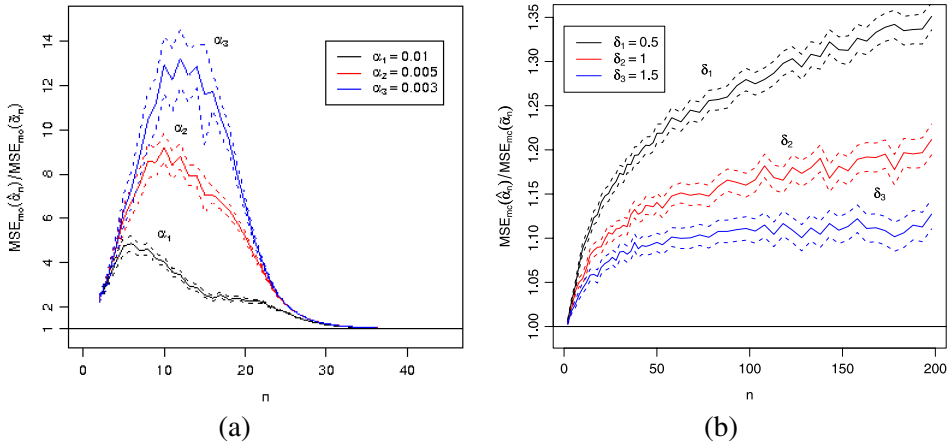 MSEmc(α̂n)/MSEmc(α̃n)
14
12
10
8
6
4
2
1
α3
α2
α1
α1 = 0.01
α2 = 0.005
α3 = 0.003
0 10 20 30 40
n
(a)
MSEmc(α̂n)/MSEmc(α̃n)
1.35
1.30
1.25
1.20
1.15
1.10
1.05
1.00
δ1 = 0.5
δ2 = 1
δ3 = 1.5
δ1
δ2
δ3
0 50 100 150 200
n
(b)